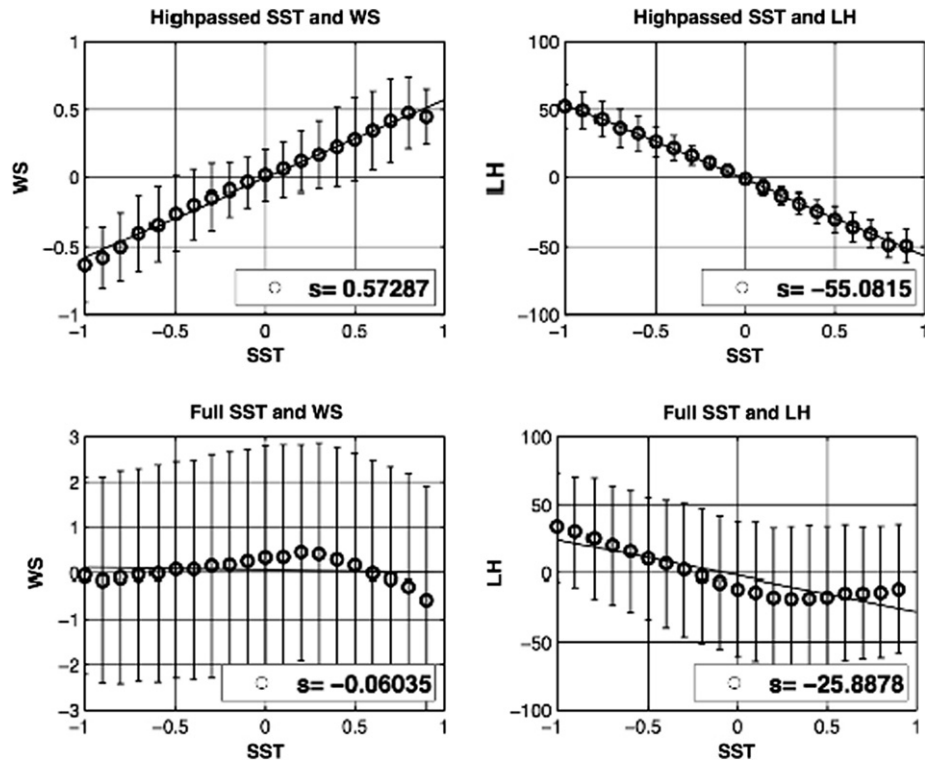 Highpassed SST and WS
1
0.5
0
−0.5
−1
WS
s= 0.57287
−1 −0.5 0 0.5 1
SST
Highpassed SST and LH
100
50
0
−50
−100
LH
s= −55.0815
−1 −0.5 0 0.5 1
SST
Full SST and WS
3
2
1
0
−1
−2
−3
WS
s= −0.06035
−1 −0.5 0 0.5 1
SST
Full SST and LH
100
50
0
−50
−100
LH
s= −25.8878
−1 −0.5 0 0.5 1
SST